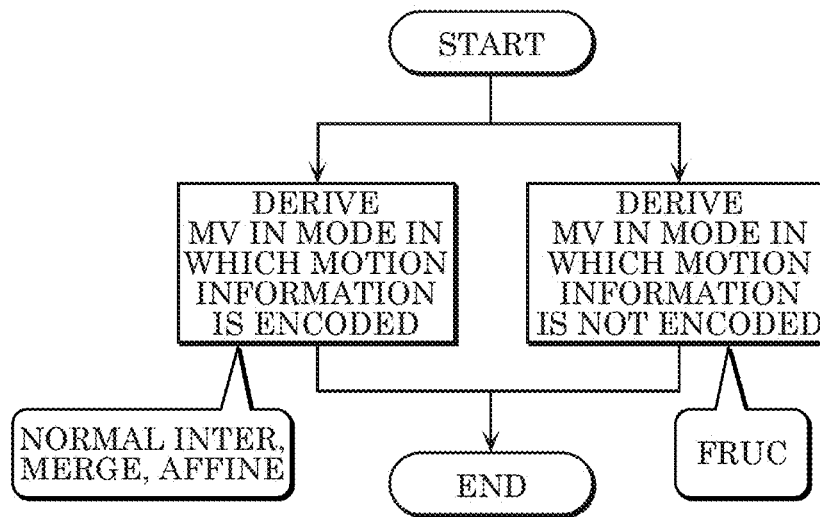 START
DERIVE
MV IN MODE IN
WHICH MOTION
INFORMATION
IS ENCODED
DERIVE
MV IN MODE IN
WHICH MOTION
INFORMATION
IS NOT ENCODED
NORMAL INTER,
MERGE, AFFINE
FRUC
END